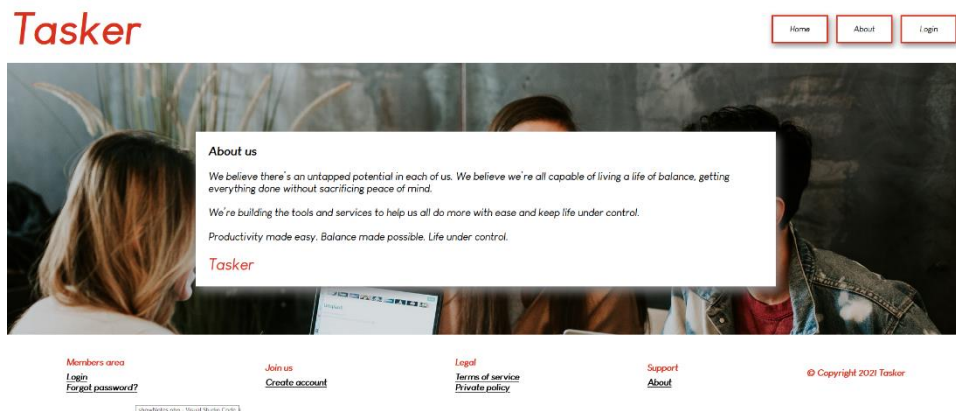 Tasker
Home
About
Login
About us
We believe there's an untapped potential in each of us. We believe we're all capable of living a life of balance, getting
everything done without sacrificing peace of mind.
We're building the tools and services to help us all do more with ease and keep life under control.
Productivity made easy. Balance made possible. Life under control.
Tasker
Members area
Login
Forgot password?
Join us
Create account
Legal
Terms of service
Private policy
Support
About
© Copyright 2021 Tasker
Visual Studio Code